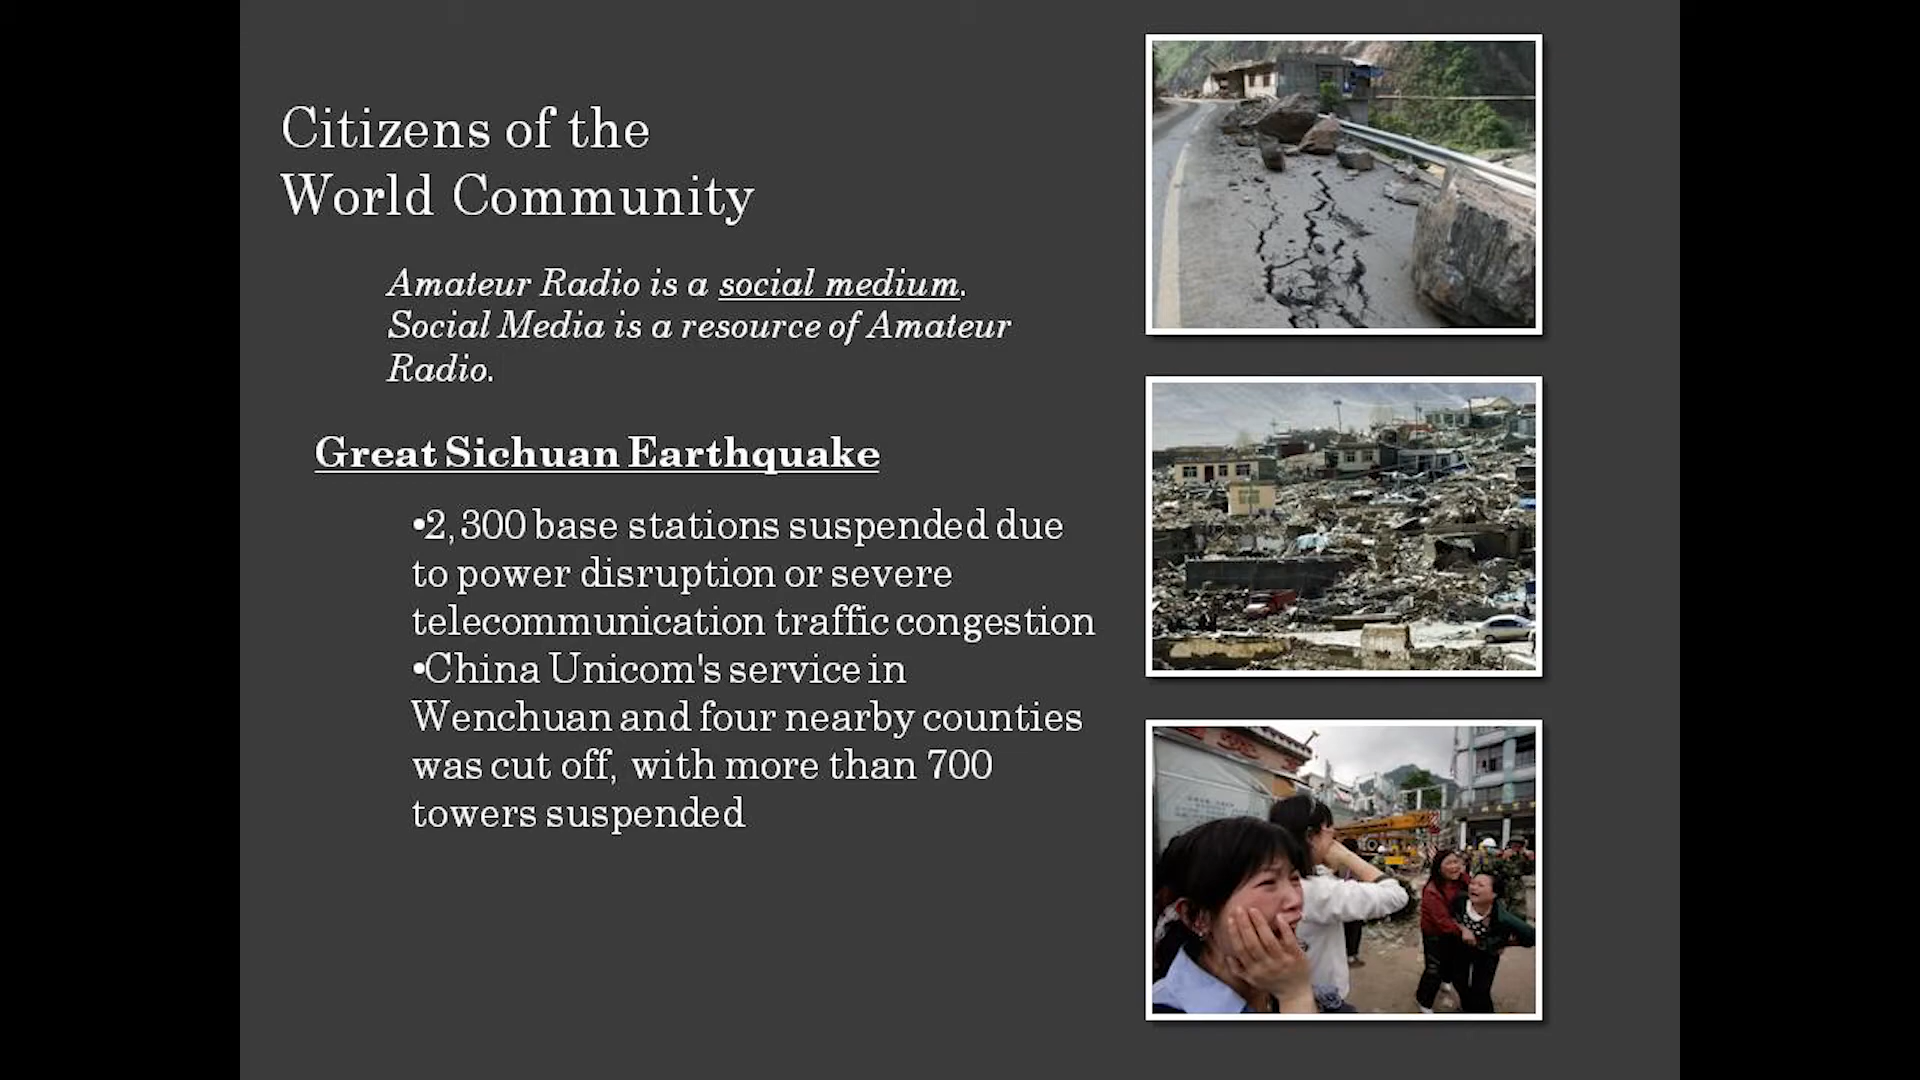 Citizens of the
World Community
Amateur Radio is a social medium.
Social Media is a resource of Amateur
Radio.
Great Sichuan Earthquake
•2,300 base stations suspended due
to power disruption or severe
telecommunication traffic congestion
•China Unicom's service in
Wenchuan and four nearby counties
was cut off, with more than 700
towers suspended